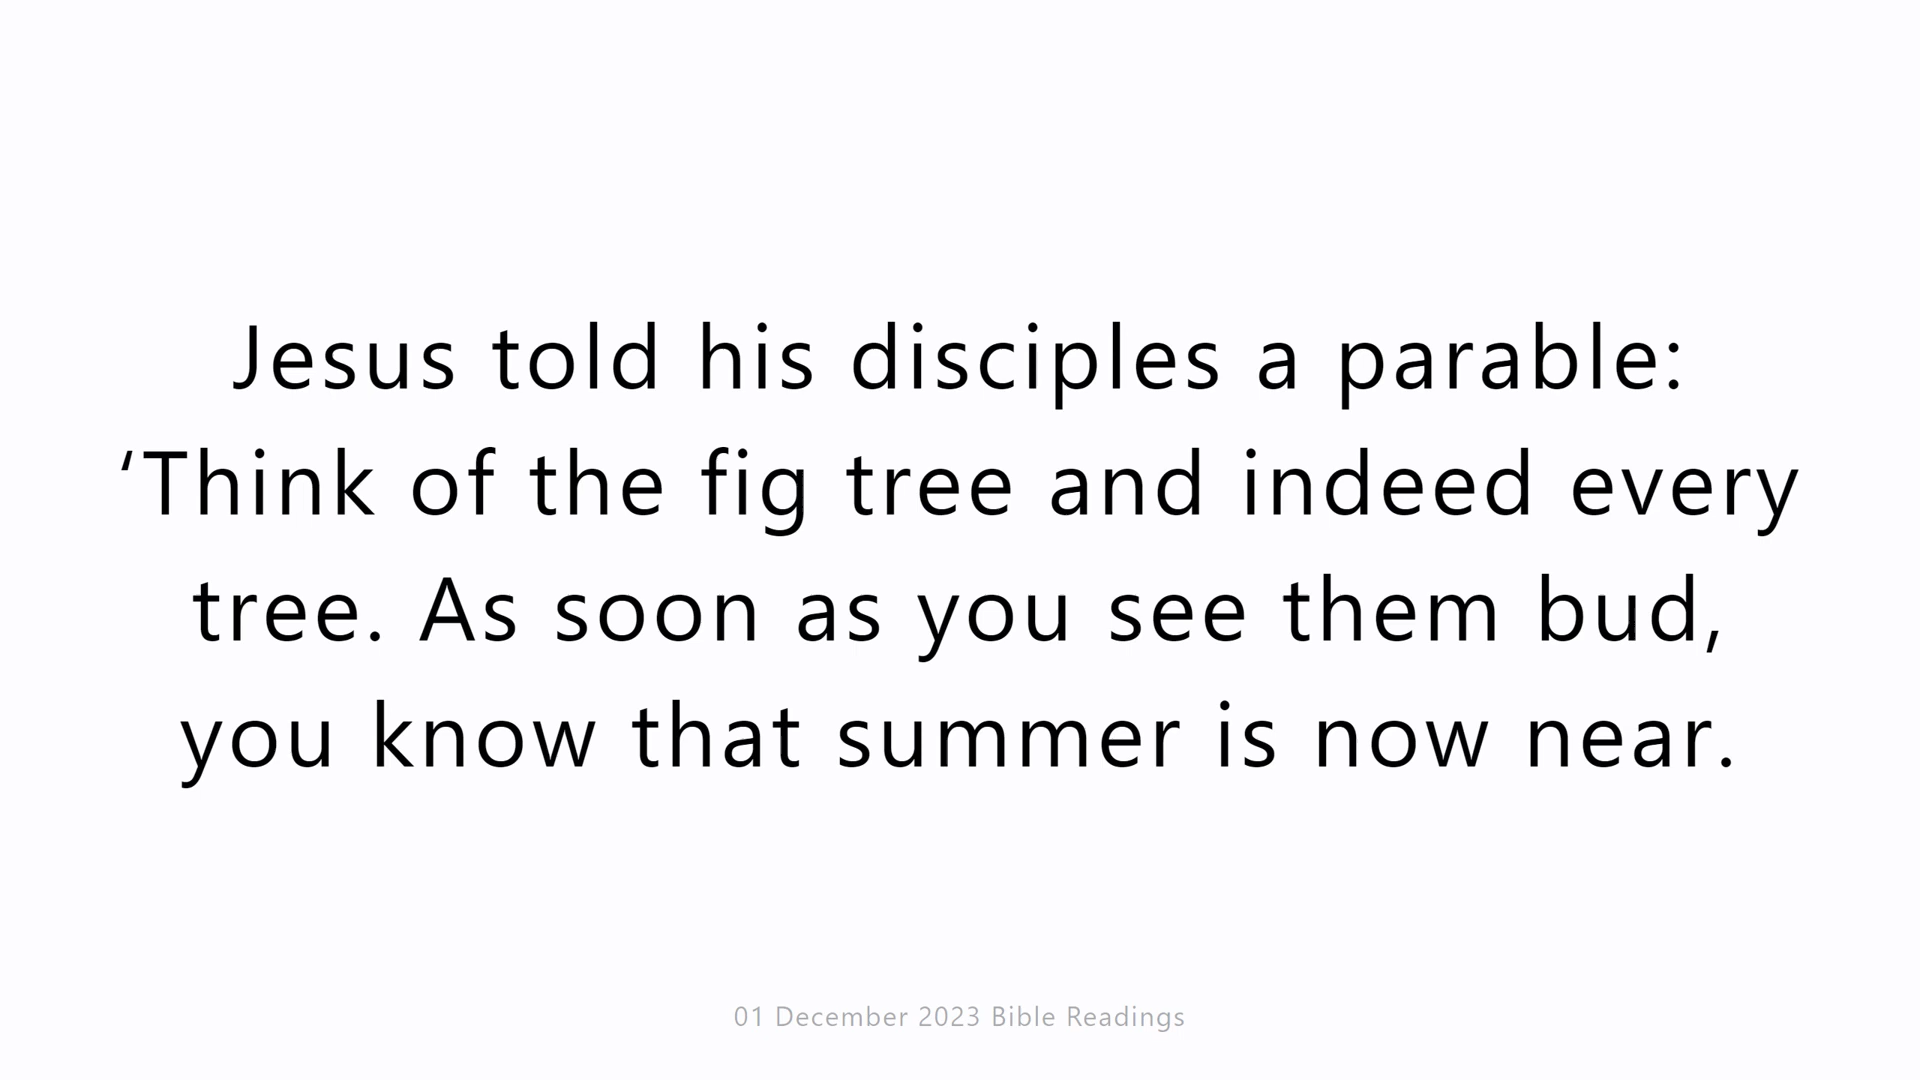 Jesus told his disciples a parable:
‘Think of the fig tree and indeed every
tree. As soon as you see them bud,
you know that summer is now near.
01 December 2023 Bible Readings